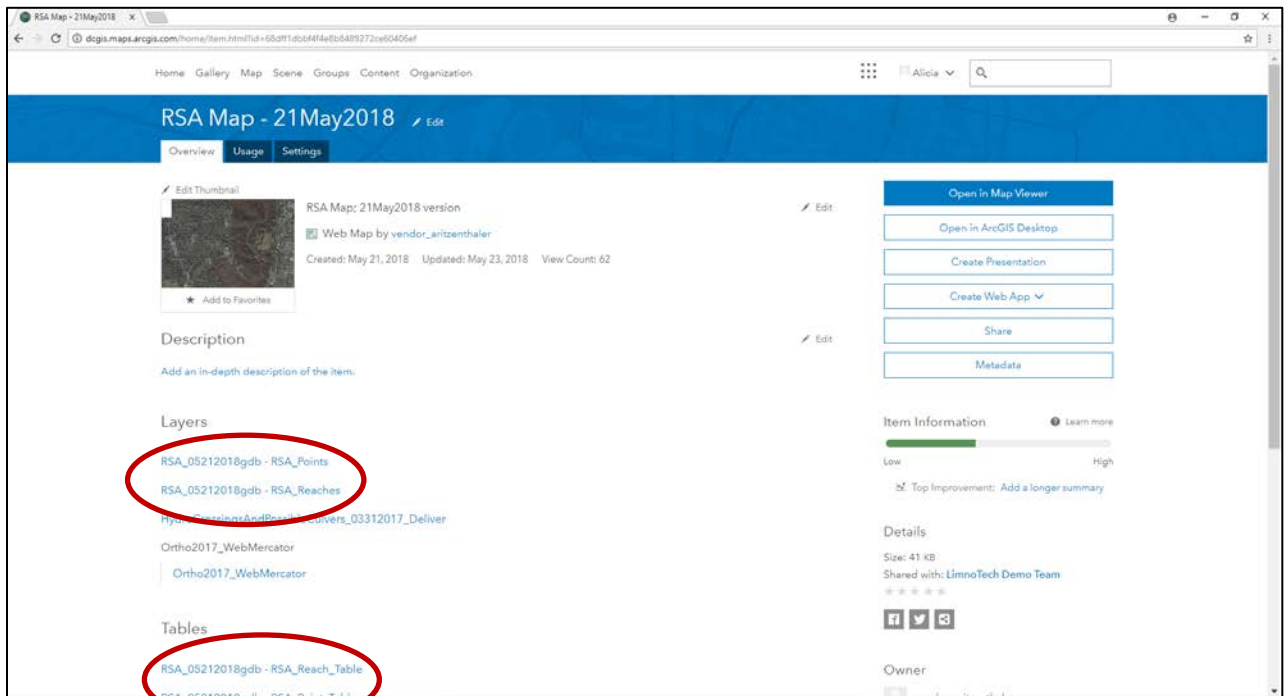 RSA Map - 21May2018
dcgis.maps.arcgis.com/home/item.html?id=
Home Gallery Map Scene Groups Content Organization
Alicia
RSA Map - 21May2018 Edit
Overview Usage Settings
Edit Thumbnail
RSA Map; 21May2018 version
Edit
Web Map by vendor_aritzenthaler
Created: May 21, 2018 Updated: May 23, 2018 View Count: 62
Add to Favorites
Description
Edit
Add an in-depth description of the item.
Layers
RSA_05212018gdb - RSA_Points
RSA_05212018gdb - RSA_Reaches
Ortho2017_WebMercator
Ortho2017_WebMercator
Tables
RSA_05212018gdb - RSA_Reach_Table
Open in Map Viewer
Open in ArcGIS Desktop
Create Presentation
Create Web App
Share
Metadata
Item Information
Learn more
Low High
Top Improvement: Add a longer summary
Details
Size: 41 KB
Shared with: LimnoTech Demo Team
Owner